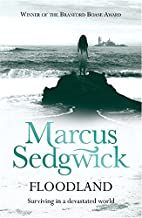 WINNER OF THE BRANFORD BOASE AWARD
Marcus
Sedgwick
FLOODLAND
Surviving in a devastated world